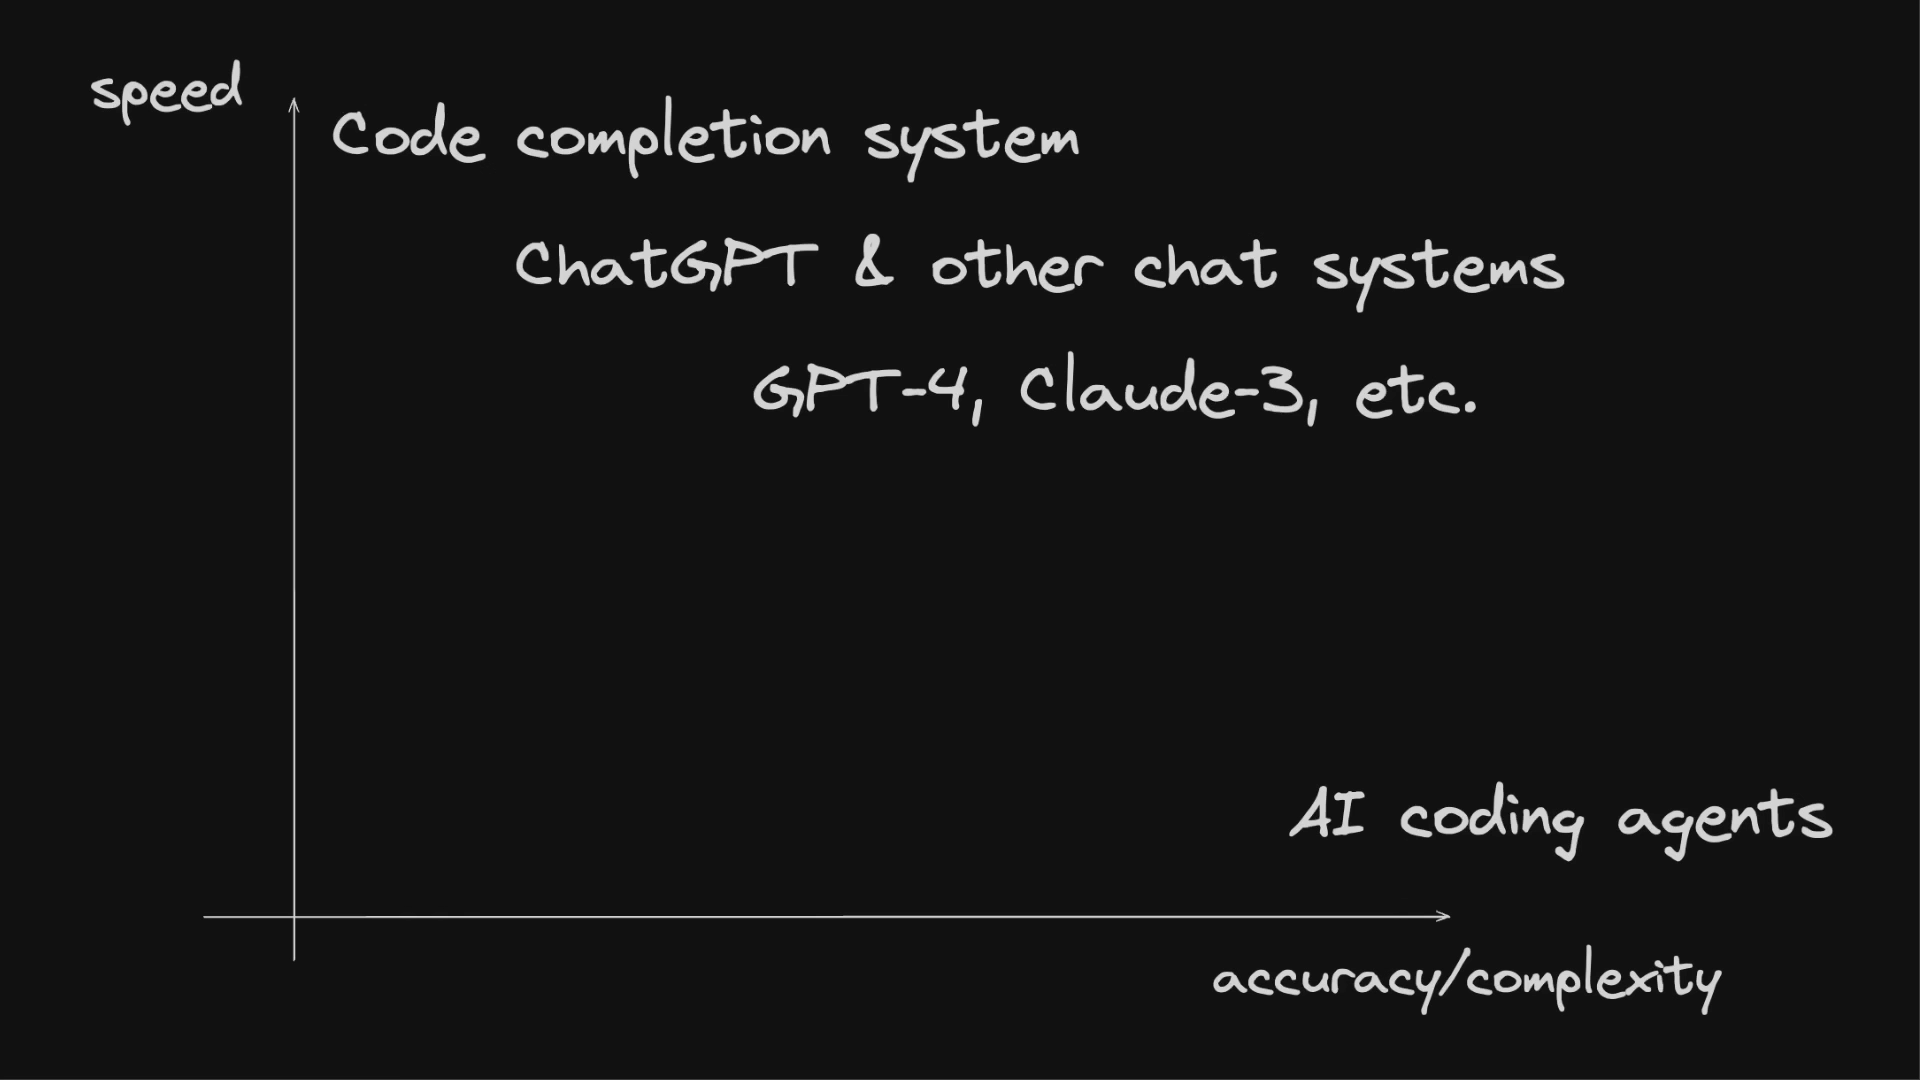 speed
Code completion system
ChatGPT & other chat systems
GPT-4, Claude-3, etc.
AI coding agents
accuracy/complexity